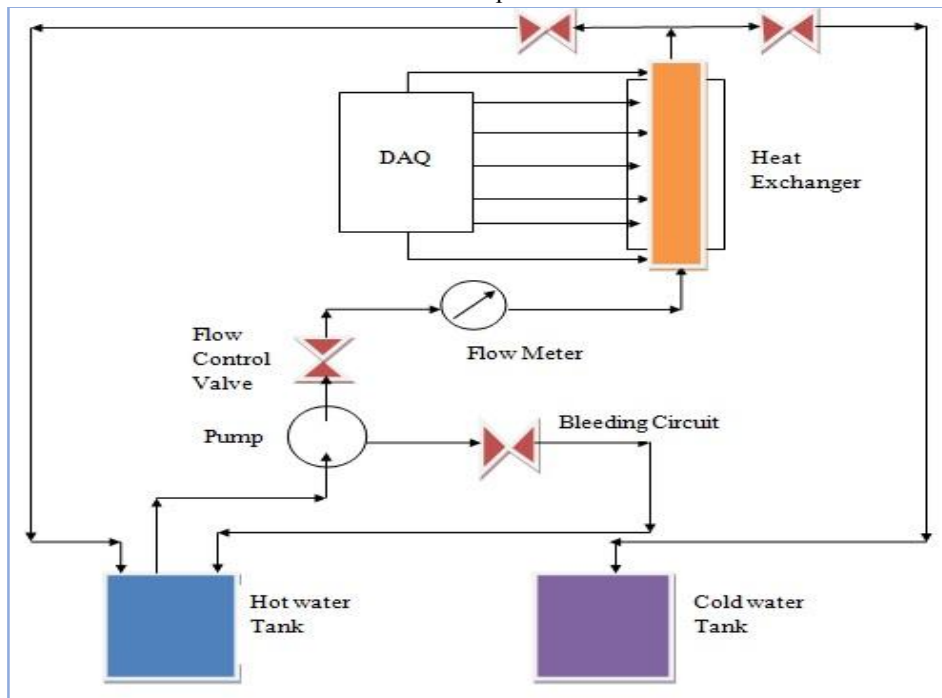 DAQ
Heat
Exchanger
Flow
Control
Valve
Flow Meter
Pump
Bleeding Circuit
Hot water
Tank
Cold water
Tank